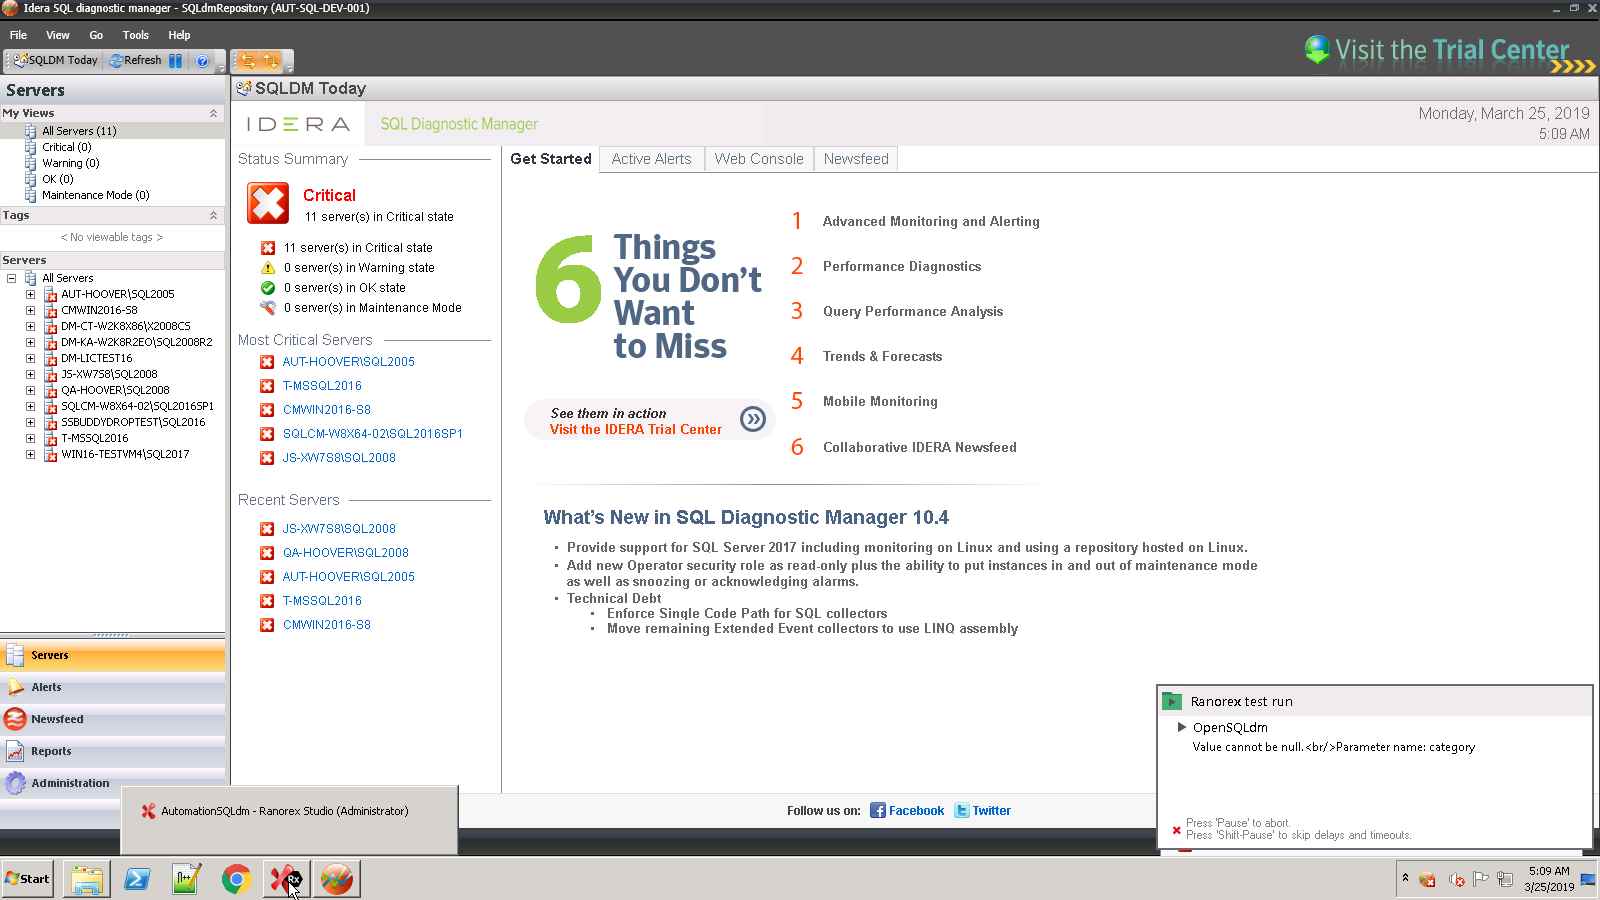 Idera SQL diagnostic manager - SQLdmRepository (AUT-SQL-DEV-001)
File View Go Tools Help
Visit the Trial Center
SQLDM Today Refresh
Servers
My Views
All Servers (11)
Critical (0)
Warning (0)
OK (0)
Maintenance Mode (0)
Tags
< No viewable tags >
Servers
All Servers
AUT-HOOVER\SQL2005
CMWIN2016-S8
DM-CT-W2K8X86\X2008CS
DM-KA-W2K8R2EO\SQL2008R2
DM-LICTEST16
JS-XW7S8\SQL2008
QA-HOOVER\SQL2008
SQLCM-W8X64-02\SQL2016SP1
SSBUDDYDROPTEST\SQL2016
T-MSSQL2016
WIN16-TESTVM4\SQL2017
Servers
Alerts
Newsfeed
Reports
Administration
SQLDM Today
IDERA SQL Diagnostic Manager
Monday, March 25, 2019
5:09 AM
Status Summary
Critical
11 server(s) in Critical state
11 server(s) in Critical state
0 server(s) in Warning state
0 server(s) in OK state
0 server(s) in Maintenance Mode
Most Critical Servers
AUT-HOOVER\SQL2005
T-MSSQL2016
CMWIN2016-S8
SQLCM-W8X64-02\SQL2016SP1
JS-XW7S8\SQL2008
Recent Servers
JS-XW7S8\SQL2008
QA-HOOVER\SQL2008
AUT-HOOVER\SQL2005
T-MSSQL2016
CMWIN2016-S8
Get Started Active Alerts Web Console Newsfeed
6 Things
You Don't
Want
to Miss
See them in action
Visit the IDERA Trial Center
1 Advanced Monitoring and Alerting
2 Performance Diagnostics
3 Query Performance Analysis
4 Trends & Forecasts
5 Mobile Monitoring
6 Collaborative IDERA Newsfeed
What's New in SQL Diagnostic Manager 10.4
• Provide support for SQL Server 2017 including monitoring on Linux and using a repository hosted on Linux.
• Add new Operator security role as read-only plus the ability to put instances in and out of maintenance mode
as well as snoozing or acknowledging alarms.
• Technical Debt
• Enforce Single Code Path for SQL collectors
• Move remaining Extended Event collectors to use LINQ assembly
Follow us on: Facebook Twitter
Ranorex test run
OpenSQLdm
Value cannot be null.<br/>Parameter name: category
Press 'Pause' to abort.
Press 'Shift-Pause' to skip delays and timeouts.
AutomationSQLdm - Ranorex Studio (Administrator)
Start
Rx
5:09 AM
3/25/2019